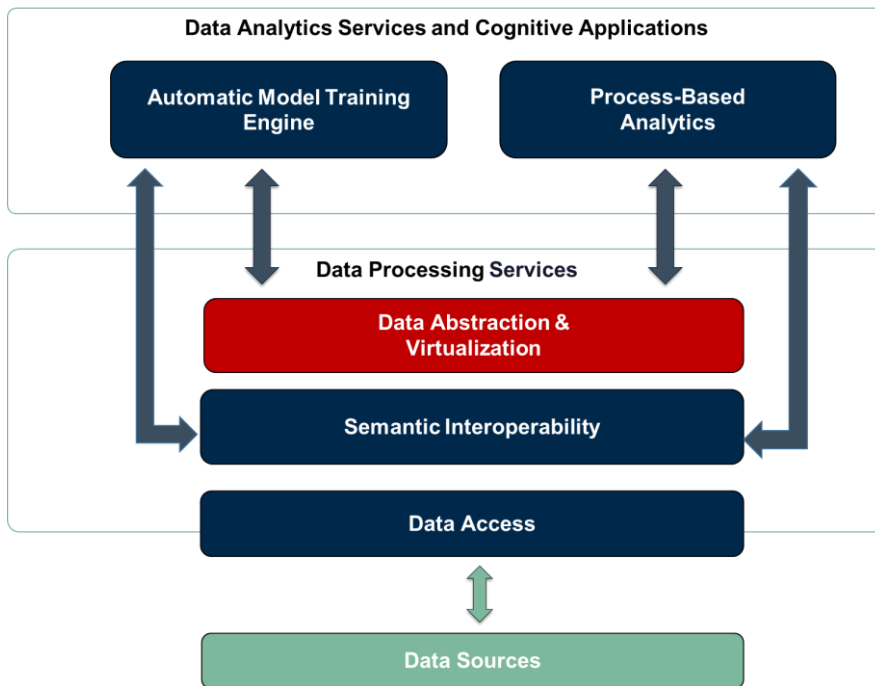 Data Analytics Services and Cognitive Applications
Automatic Model Training
Engine
Process-Based
Analytics
Data Processing Services
Data Abstraction &
Virtualization
Semantic Interoperability
Data Access
Data Sources